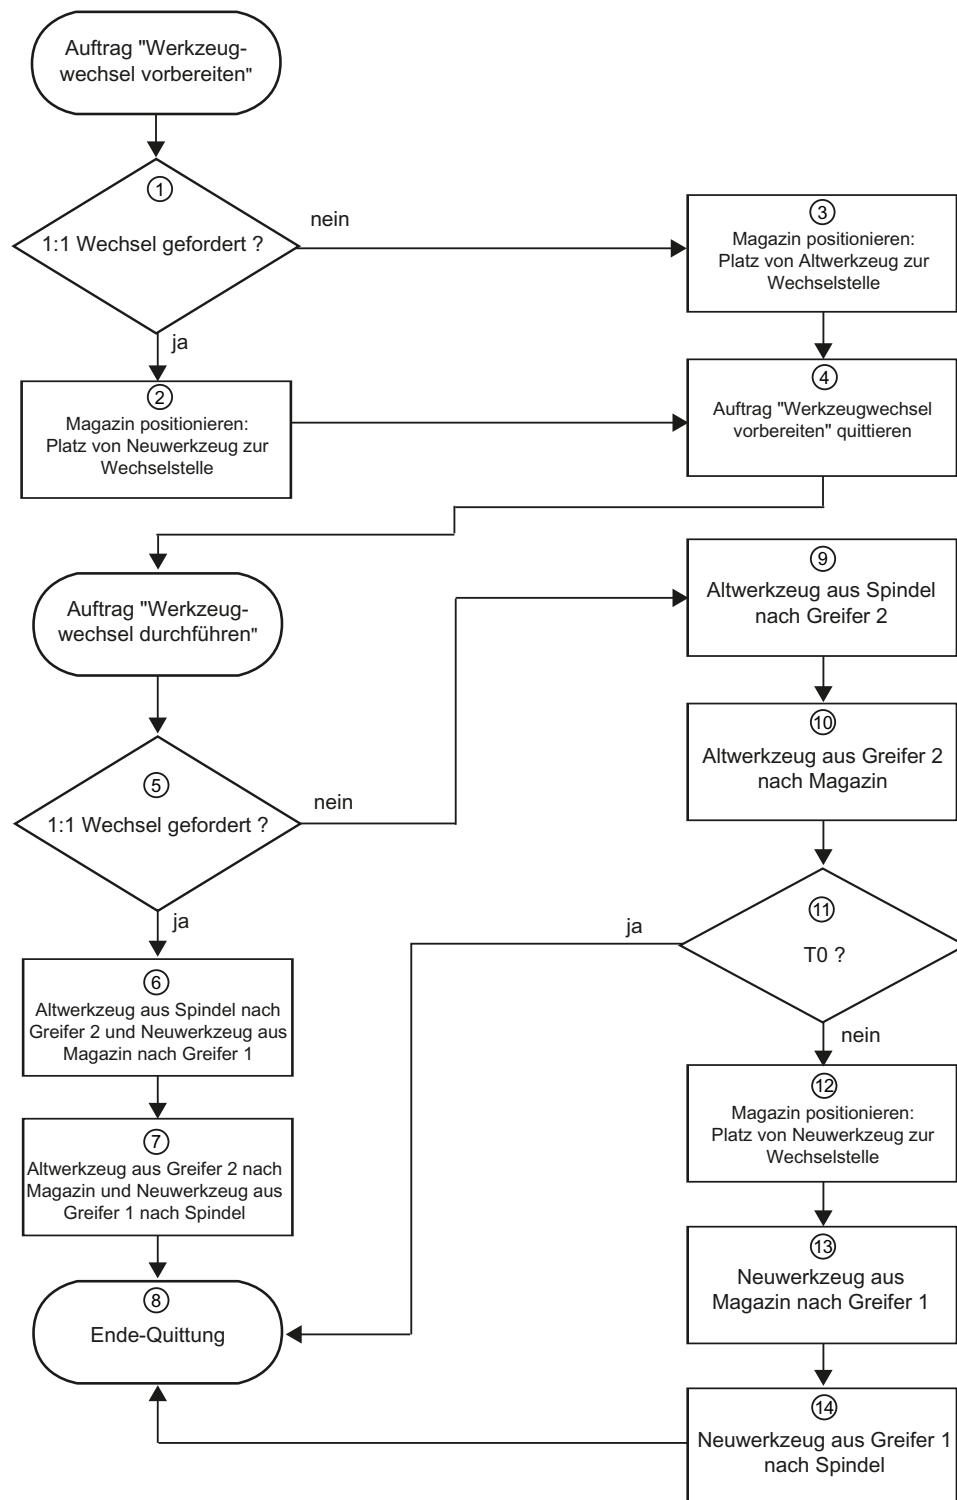 Auftrag "Werkzeug-
wechsel vorbereiten"
1
1:1 Wechsel gefordert ?
nein
ja
3
Magazin positionieren:
Platz von Altwerkzeug zur
Wechselstelle
2
Magazin positionieren:
Platz von Neuwerkzeug zur
Wechselstelle
4
Auftrag "Werkzeugwechsel
vorbereiten" quittieren
Auftrag "Werkzeug-
wechsel durchführen"
5
1:1 Wechsel gefordert ?
nein
ja
9
Altwerkzeug aus Spindel
nach Greifer 2
10
Altwerkzeug aus Greifer 2
nach Magazin
11
T0 ?
ja
nein
6
Altwerkzeug aus Spindel nach
Greifer 2 und Neuwerkzeug aus
Magazin nach Greifer 1
7
Altwerkzeug aus Greifer 2 nach
Magazin und Neuwerkzeug aus
Greifer 1 nach Spindel
8
Ende-Quittung
12
Magazin positionieren:
Platz von Neuwerkzeug zur
Wechselstelle
13
Neuwerkzeug aus
Magazin nach Greifer 1
14
Neuwerkzeug aus Greifer 1
nach Spindel